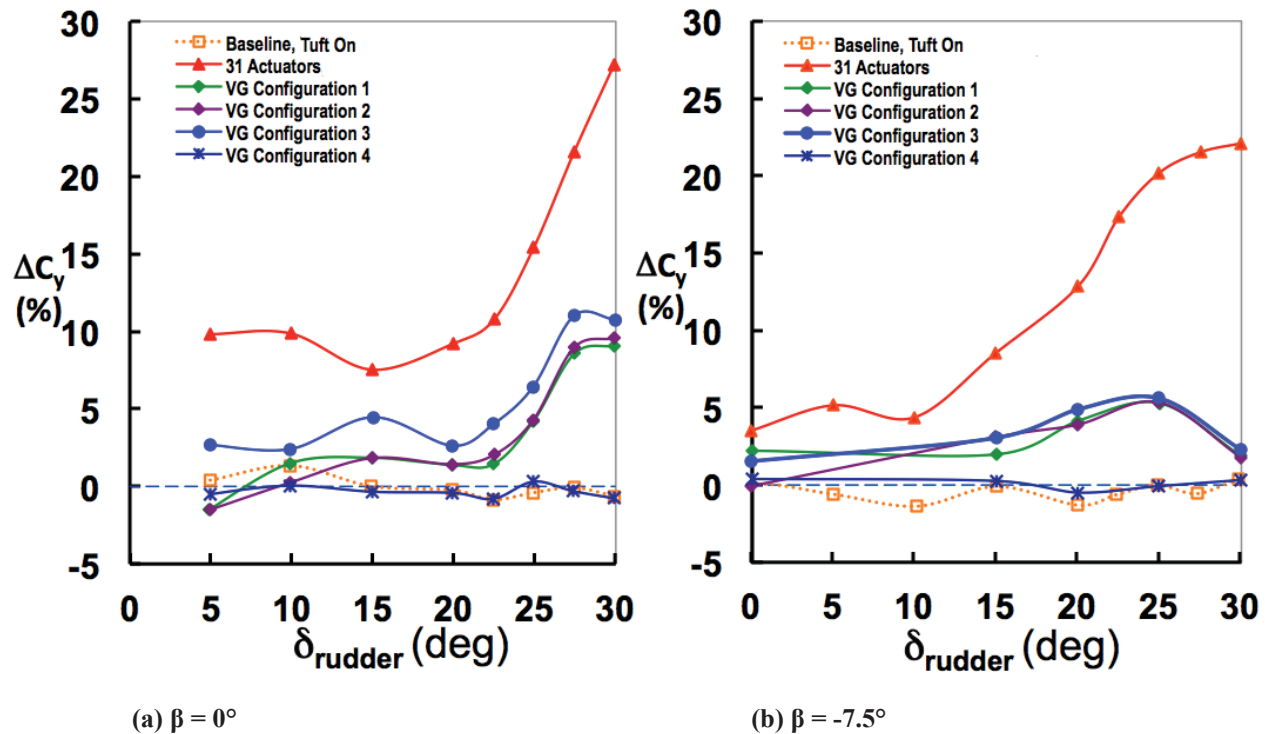 30
25
20
15
10
5
0
-5
ΔCy
(%)
Baseline, Tuft On
31 Actuators
VG Configuration 1
VG Configuration 2
VG Configuration 3
VG Configuration 4
0 5 10 15 20 25 30
δrudder (deg)
(a) β = 0°
30
25
20
15
10
5
0
-5
ΔCy
(%)
Baseline, Tuft On
31 Actuators
VG Configuration 1
VG Configuration 2
VG Configuration 3
VG Configuration 4
0 5 10 15 20 25 30
δrudder (deg)
(b) β = -7.5°